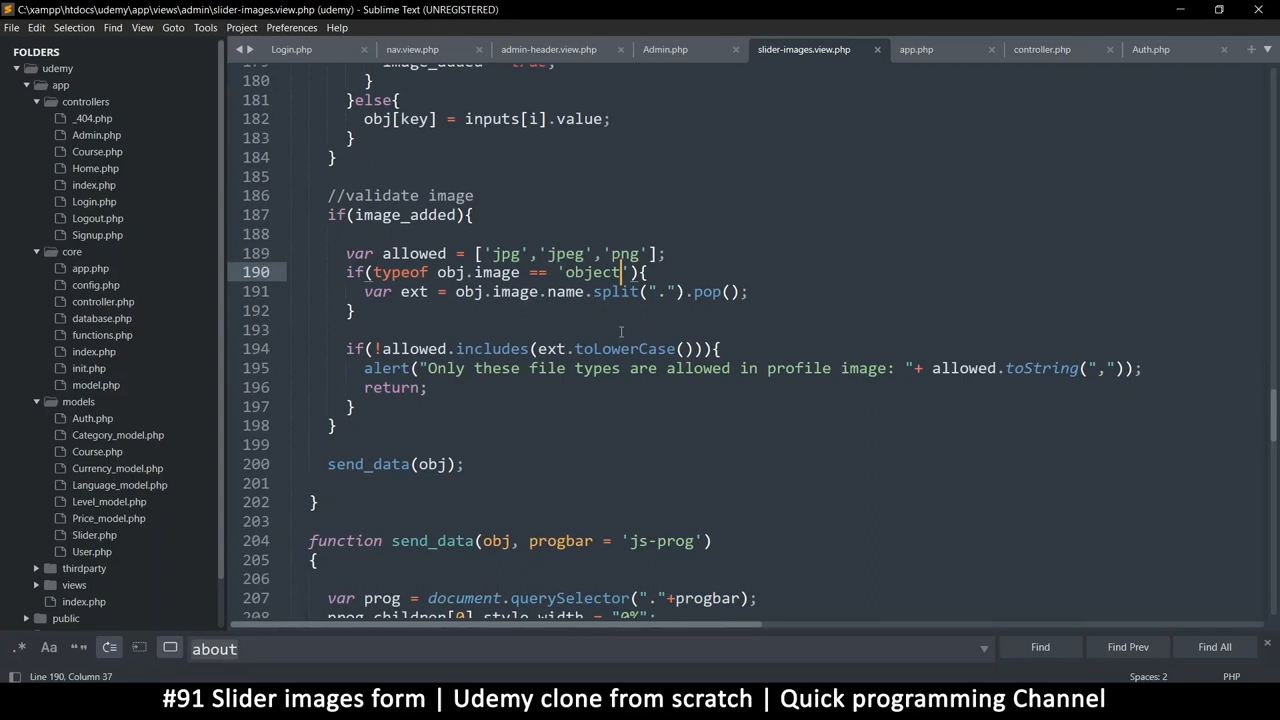 C:\xampp\htdocs\udemy\app\views\admin\slider-images.view.php (udemy) - Sublime Text (UNREGISTERED)
File Edit Selection Find View Goto Tools Project Preferences Help
FOLDERS
udemy
app
controllers
_404.php
Admin.php
Course.php
Home.php
index.php
Login.php
Logout.php
Signup.php
core
app.php
config.php
controller.php
database.php
functions.php
index.php
init.php
model.php
models
Auth.php
Category_model.php
Course.php
Currency_model.php
Language_model.php
Level_model.php
Price_model.php
Slider.php
User.php
thirdparty
views
index.php
public
Login.php nav.view.php admin-header.view.php Admin.php slider-images.view.php app.php controller.php Auth.php
179 image_added = true;
180 }
181 }else{
182 obj[key] = inputs[i].value;
183 }
184 }
185
186 //validate image
187 if(image_added){
188
189 var allowed = ['jpg','jpeg','png'];
190 if(typeof obj.image == 'object'){
191 var ext = obj.image.name.split(".").pop();
192 }
193
194 if(!allowed.includes(ext.toLowerCase())){
195 alert("Only these file types are allowed in profile image: "+ allowed.toString(","));
196 return;
197 }
198 }
199
200 send_data(obj);
201
202 }
203
204 function send_data(obj, progbar = 'js-prog')
205 {
206
207 var prog = document.querySelector("."+progbar);
208 prog.children[0].style.width = "0%";
.* Aa “” about Find Find Prev Find All
Line 190, Column 37 Spaces: 2 PHP
#91 Slider images form | Udemy clone from scratch | Quick programming Channel